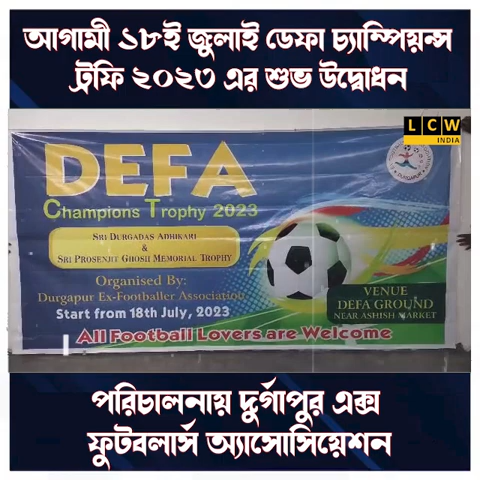 আগামী ১৮ই জুলাই ডেফা চ্যাম্পিয়ন্স
ট্রফি ২০২৩ এর শুভ উদ্বোধন
LCW
INDIA
DEFA
Champions Trophy 2023
SRI DURGADAS ADHIKARI
&
SRI PROSENJIT GHOSH MEMORIAL TROPHY
Organised By:
Durgapur Ex-Footballer Association
Start from 18th July, 2023
VENUE
DEFA GROUND
NEAR ASHISH MARKET
All Football Lovers are Welcome
পরিচালনায় দুর্গাপুর এক্স
ফুটবলার্স অ্যাসোসিয়েশন